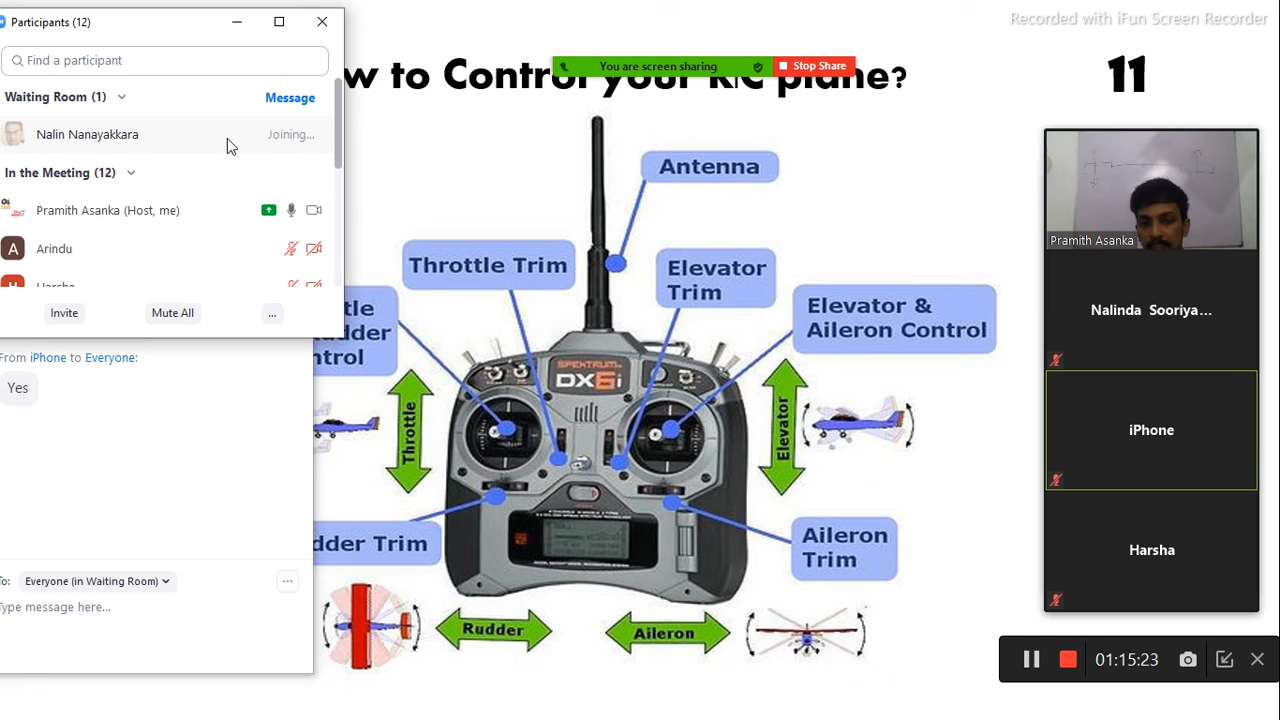 Participants (12)
Find a participant
Waiting Room (1)
Message
Nalin Nanayakkara
Joining...
In the Meeting (12)
Pramith Asanka (Host, me)
A
Arindu
Invite
Mute All
...
From iPhone to Everyone:
Yes
To: Everyone (in Waiting Room)
Type message here...
Recorded with iFun Screen Recorder
You are screen sharing
Stop Share
w to Control your R/C plane?
11
Antenna
Throttle Trim
Elevator
Trim
Elevator &
Aileron Control
ttle
udder
ntrol
SPEKTRUM
DX6i
Throttle
Elevator
dder Trim
Aileron
Trim
Rudder
Aileron
Pramith Asanka
Nalinda Sooriya...
iPhone
Harsha
01:15:23